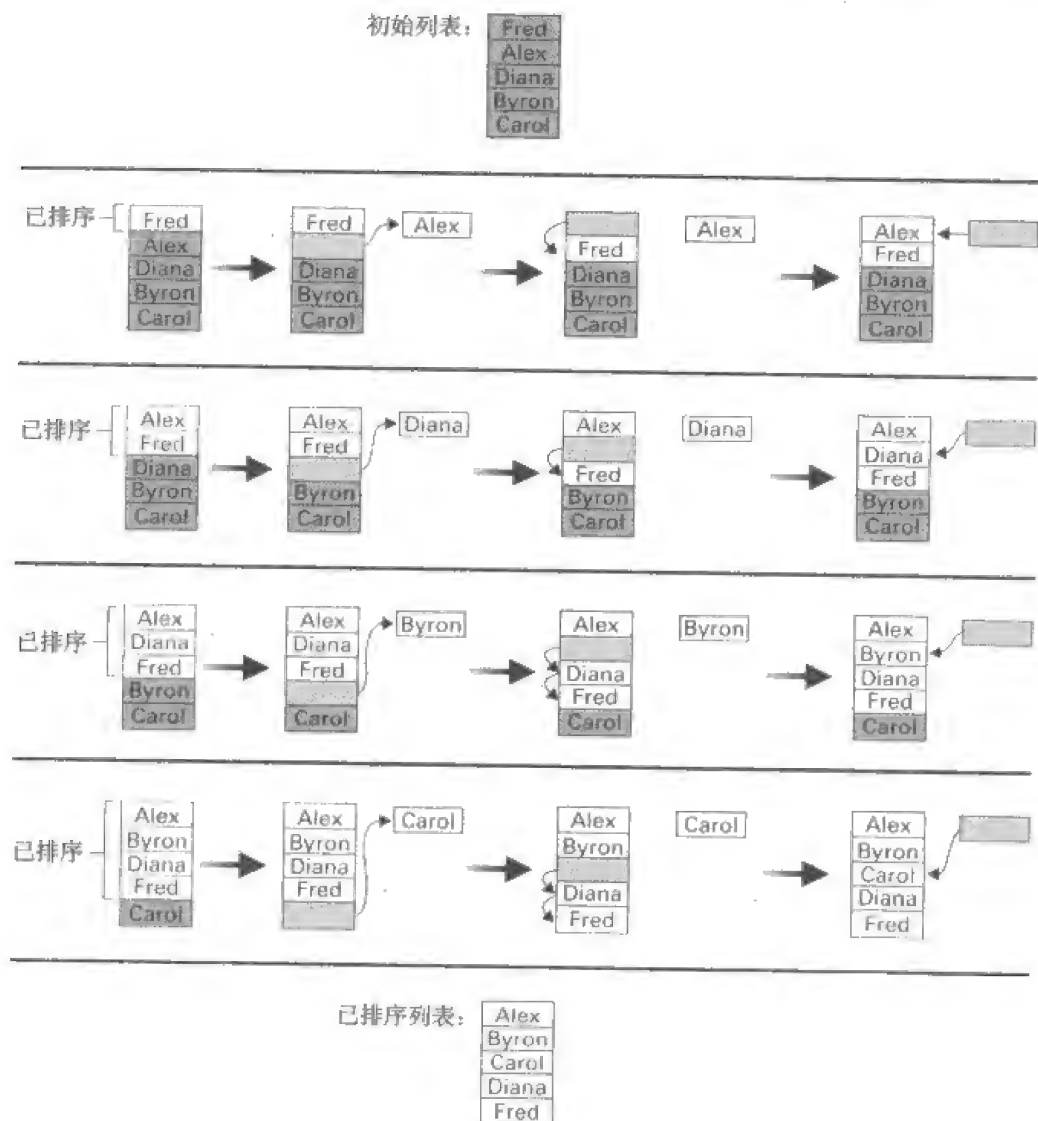 初始列表：
Fred
Alex
Diana
Byron
Carol
已排序
Fred
Alex
Diana
Byron
Carol
Fred
Diana
Byron
Carol
Alex
Fred
Diana
Byron
Carol
Alex
Alex
Fred
Diana
Byron
Carol
已排序
Alex
Fred
Diana
Byron
Carol
Alex
Fred
Byron
Carol
Diana
Alex
Fred
Byron
Carol
Diana
Alex
Diana
Fred
Byron
Carol
已排序
Alex
Diana
Fred
Byron
Carol
Alex
Diana
Fred
Carol
Byron
Alex
Diana
Fred
Carol
Byron
Alex
Byron
Diana
Fred
Carol
已排序
Alex
Byron
Diana
Fred
Carol
Alex
Byron
Diana
Fred
Carol
Alex
Byron
Diana
Fred
Carol
Alex
Byron
Carol
Diana
Fred
已排序列表：
Alex
Byron
Carol
Diana
Fred